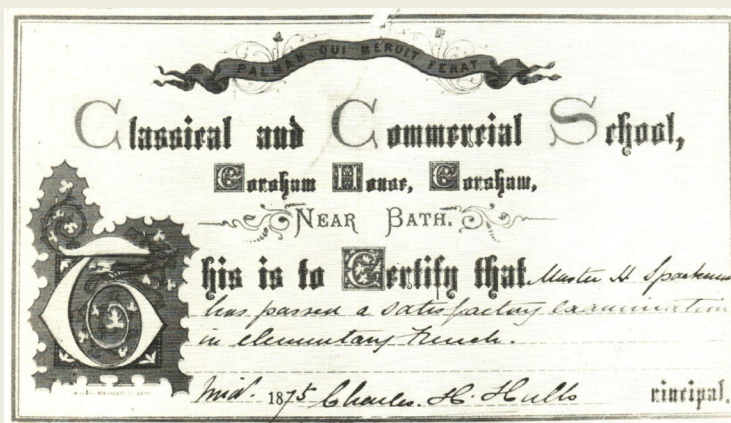 PALMAM QUI MERUIT FERAT
Classical and Commercial School,
Corsham House, Corsham,
NEAR BATH.
This is to Certify that Master H
has passed a satisfactory examination
in elementary French.
Mid. 1875 Charles. H. Hulls rincipal.